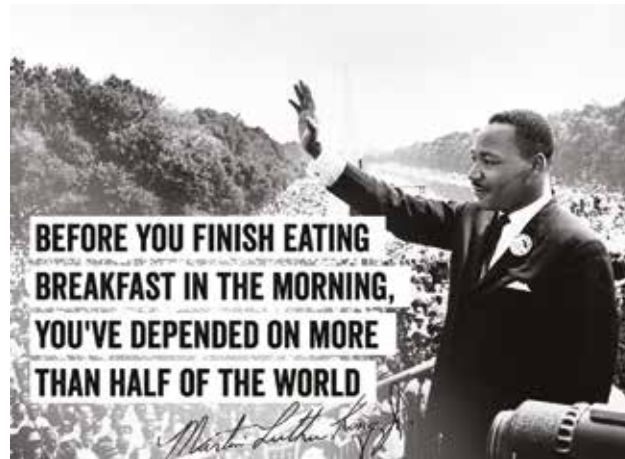 BEFORE YOU FINISH EATING
BREAKFAST IN THE MORNING,
YOU'VE DEPENDED ON MORE
THAN HALF OF THE WORLD
Martin Luther King Jr.